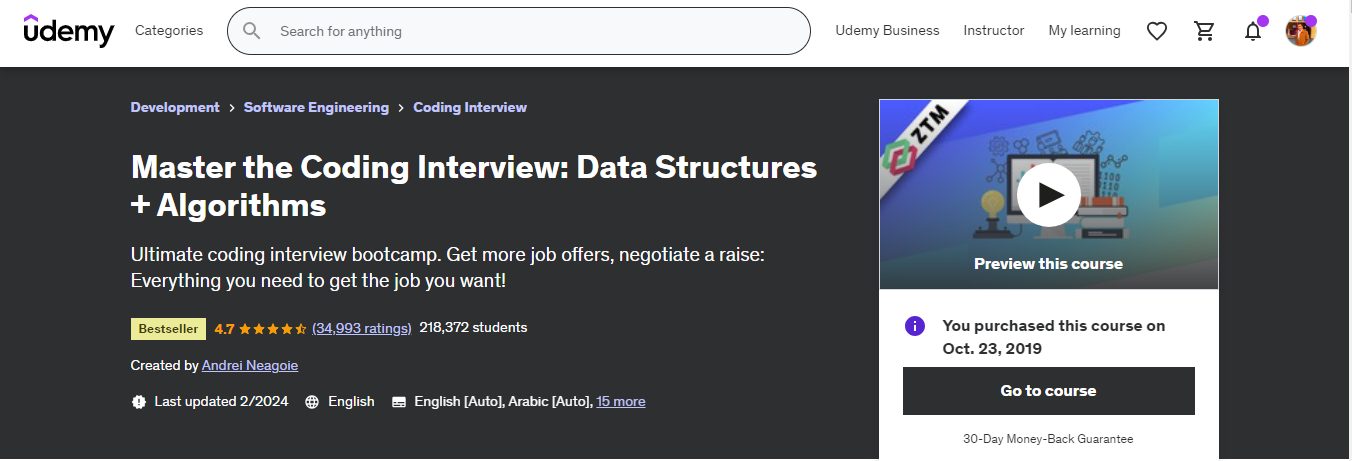 udemy Categories Search for anything Udemy Business Instructor My learning
Development > Software Engineering > Coding Interview
Master the Coding Interview: Data Structures
+ Algorithms
Ultimate coding interview bootcamp. Get more job offers, negotiate a raise:
Everything you need to get the job you want!
Bestseller 4.7 (34,993 ratings) 218,372 students
Created by Andrei Neagoie
Last updated 2/2024 English English [Auto], Arabic [Auto], 15 more
ZTM
Preview this course
You purchased this course on
Oct. 23, 2019
Go to course
30-Day Money-Back Guarantee